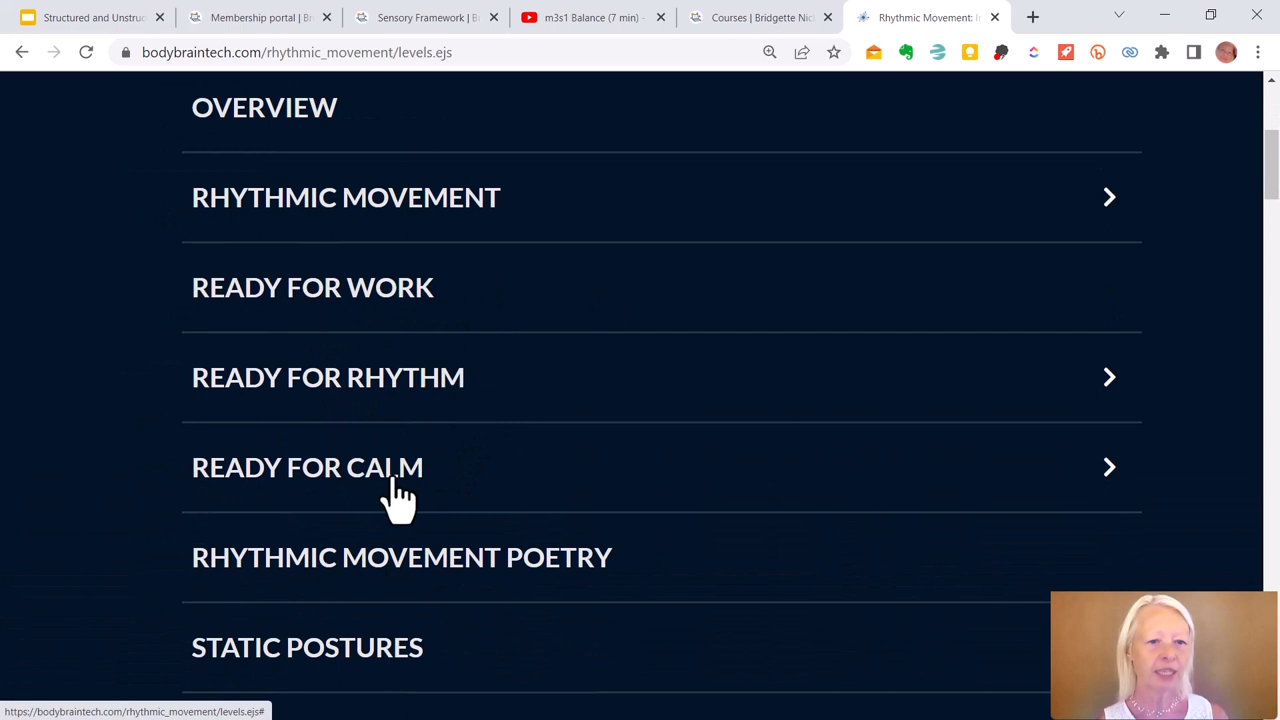 Structured and Unstruc
Membership portal | Br
Sensory Framework | B
m3s1 Balance (7 min) -
Courses | Bridgette Nic
Rhythmic Movement: I
bodybraintech.com/rhythmic_movement/levels.ejs
OVERVIEW
RHYTHMIC MOVEMENT
READY FOR WORK
READY FOR RHYTHM
READY FOR CALM
RHYTHMIC MOVEMENT POETRY
STATIC POSTURES
https://bodybraintech.com/rhythmic_movement/levels.ejs#